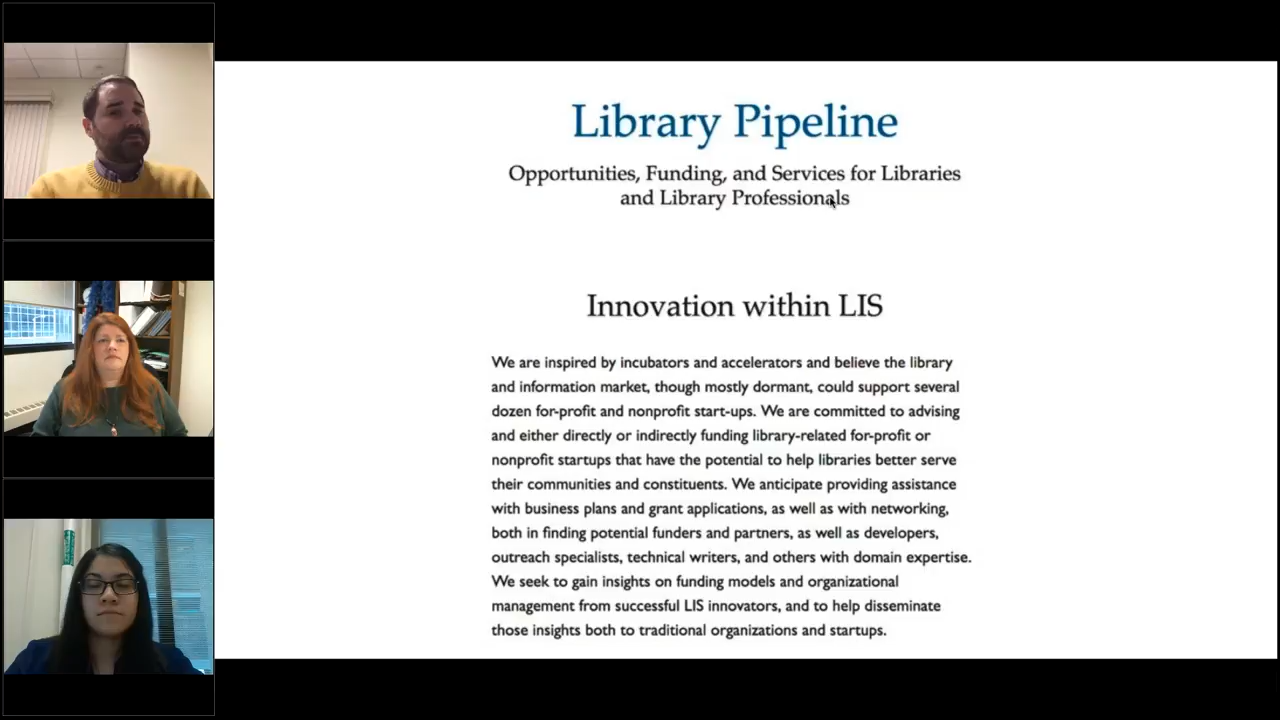 Library Pipeline
Opportunities, Funding, and Services for Libraries
and Library Professionals
Innovation within LIS
We are inspired by incubators and accelerators and believe the library
and information market, though mostly dormant, could support several
dozen for-profit and nonprofit start-ups. We are committed to advising
and either directly or indirectly funding library-related for-profit or
nonprofit startups that have the potential to help libraries better serve
their communities and constituents. We anticipate providing assistance
with business plans and grant applications, as well as with networking,
both in finding potential funders and partners, as well as developers,
outreach specialists, technical writers, and others with domain expertise.
We seek to gain insights on funding models and organizational
management from successful LIS innovators, and to help disseminate
those insights both to traditional organizations and startups.